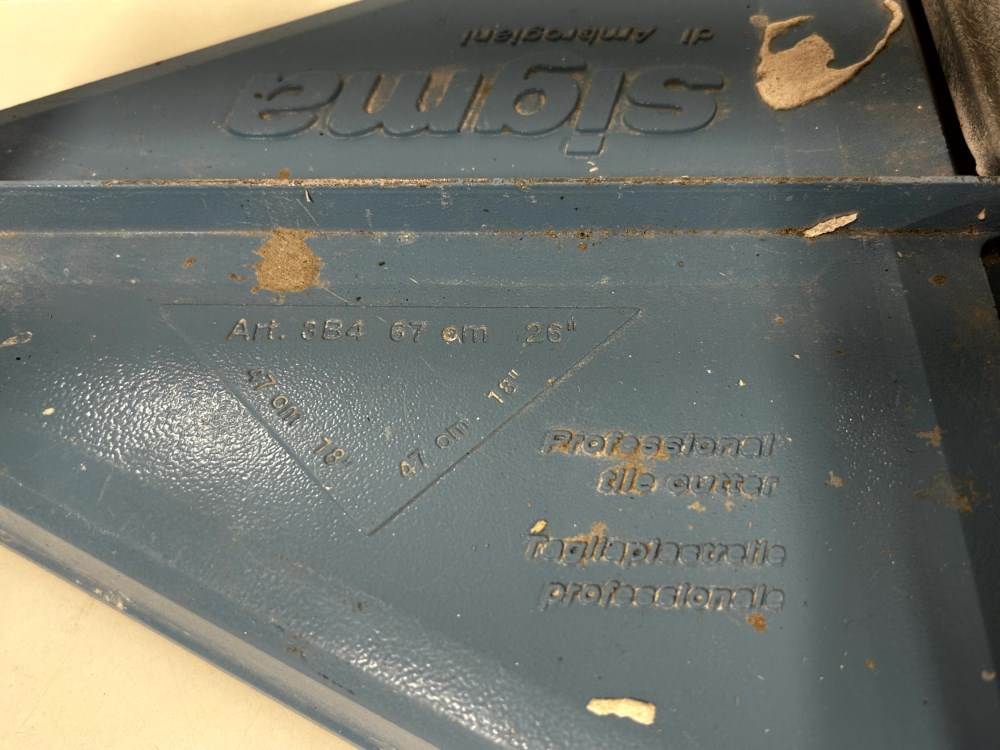 di Ambrogiani
sigma
Art. 3B4 67 cm 26"
47 cm 18"
47 cm 18"
Professional
tile cutter
Tagliapiastrelle
professionale